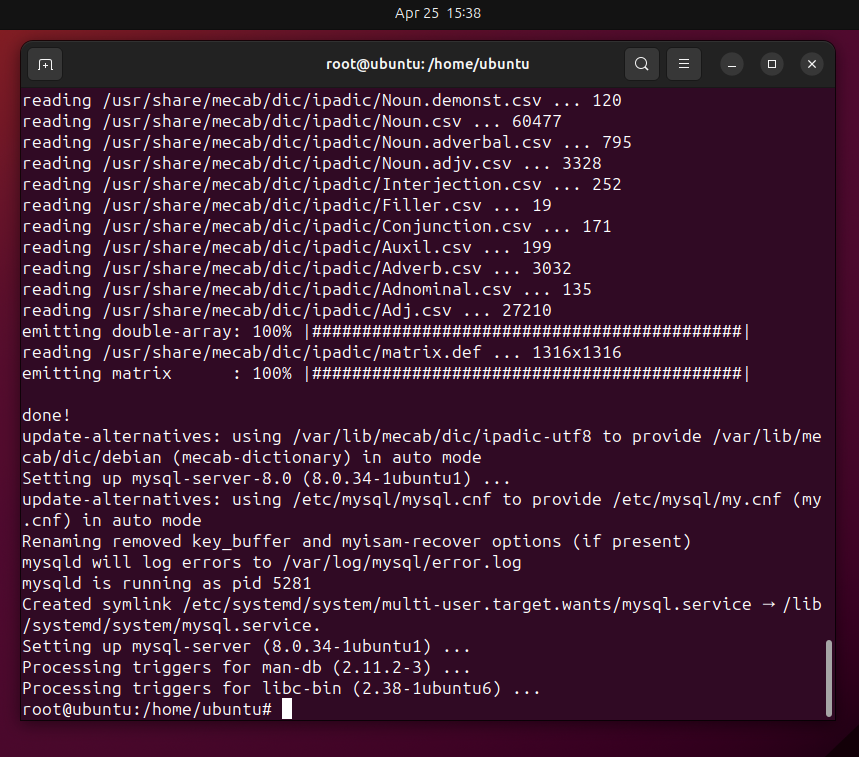 Apr 25 15:38
root@ubuntu: /home/ubuntu
reading /usr/share/mecab/dic/ipadic/Noun.demonst.csv ... 120
reading /usr/share/mecab/dic/ipadic/Noun.csv ... 60477
reading /usr/share/mecab/dic/ipadic/Noun.adverbal.csv ... 795
reading /usr/share/mecab/dic/ipadic/Noun.adjv.csv ... 3328
reading /usr/share/mecab/dic/ipadic/Interjection.csv ... 252
reading /usr/share/mecab/dic/ipadic/Filler.csv ... 19
reading /usr/share/mecab/dic/ipadic/Conjunction.csv ... 171
reading /usr/share/mecab/dic/ipadic/Auxil.csv ... 199
reading /usr/share/mecab/dic/ipadic/Adverb.csv ... 3032
reading /usr/share/mecab/dic/ipadic/Adnominal.csv ... 135
reading /usr/share/mecab/dic/ipadic/Adj.csv ... 27210
emitting double-array: 100% |###########################################|
reading /usr/share/mecab/dic/ipadic/matrix.def ... 1316x1316
emitting matrix      : 100% |###########################################|
done!
update-alternatives: using /var/lib/mecab/dic/ipadic-utf8 to provide /var/lib/me
cab/dic/debian (mecab-dictionary) in auto mode
Setting up mysql-server-8.0 (8.0.34-1ubuntu1) ...
update-alternatives: using /etc/mysql/mysql.cnf to provide /etc/mysql/my.cnf (my
.cnf) in auto mode
Renaming removed key_buffer and myisam-recover options (if present)
mysqld will log errors to /var/log/mysql/error.log
mysqld is running as pid 5281
Created symlink /etc/systemd/system/multi-user.target.wants/mysql.service → /lib
/systemd/system/mysql.service.
Setting up mysql-server (8.0.34-1ubuntu1) ...
Processing triggers for man-db (2.11.2-3) ...
Processing triggers for libc-bin (2.38-1ubuntu6) ...
root@ubuntu:/home/ubuntu#